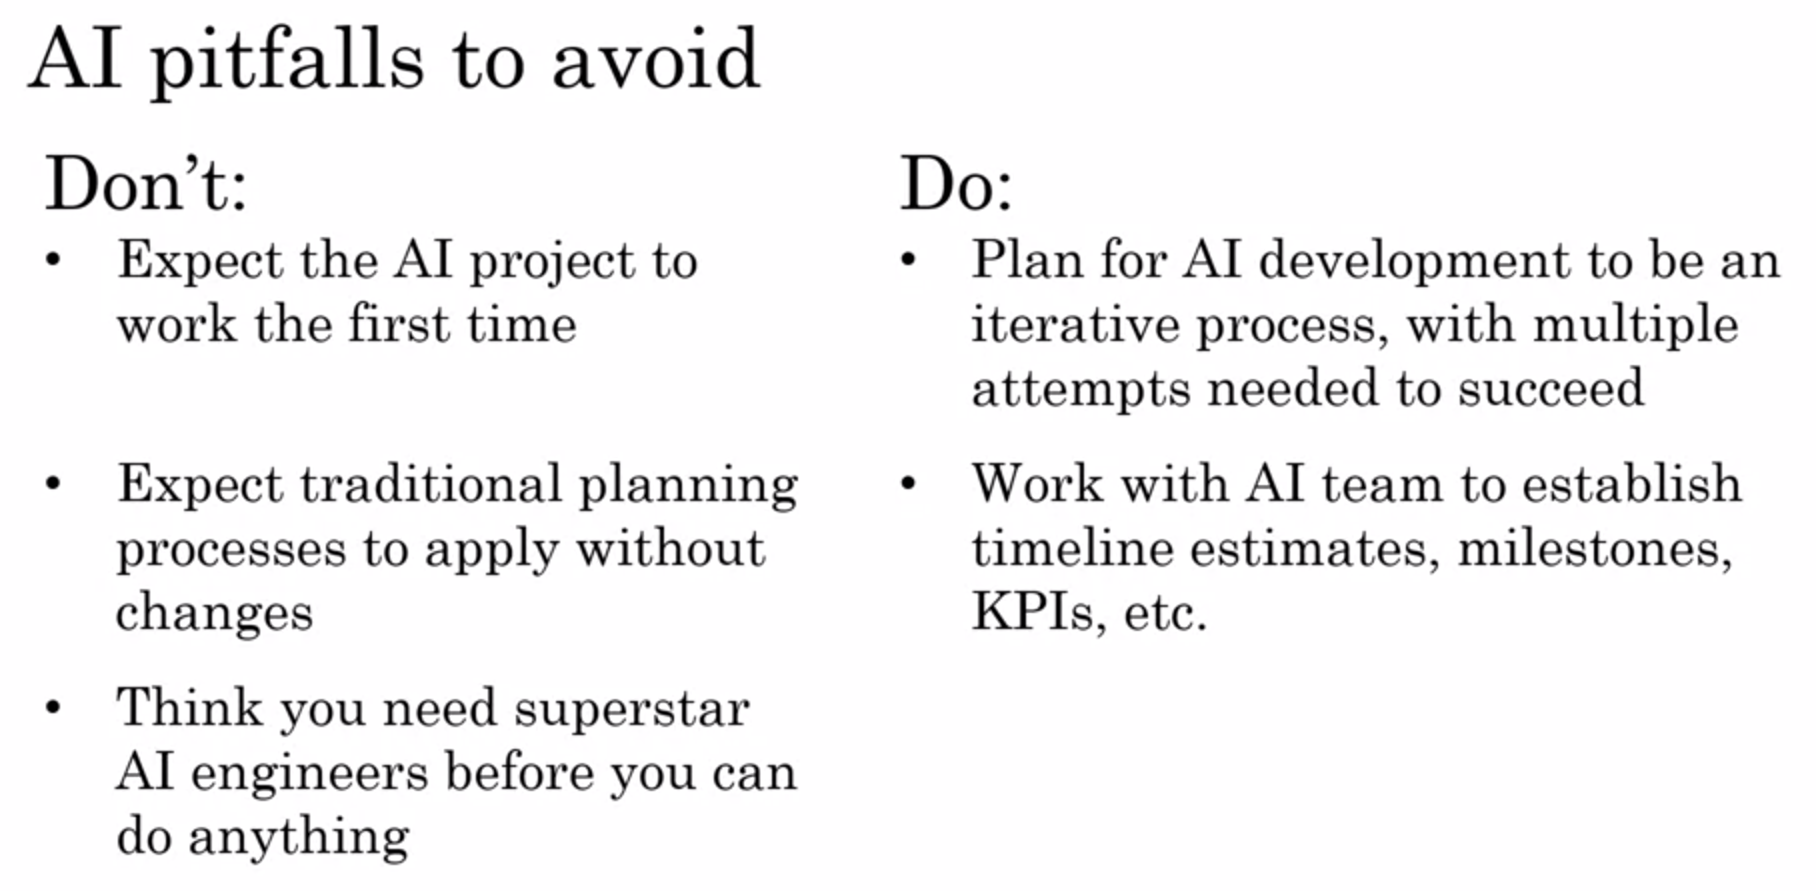 AI pitfalls to avoid
Don’t:
• Expect the AI project to
work the first time
• Expect traditional planning
processes to apply without
changes
• Think you need superstar
AI engineers before you can
do anything
Do:
• Plan for AI development to be an
iterative process, with multiple
attempts needed to succeed
• Work with AI team to establish
timeline estimates, milestones,
KPIs, etc.